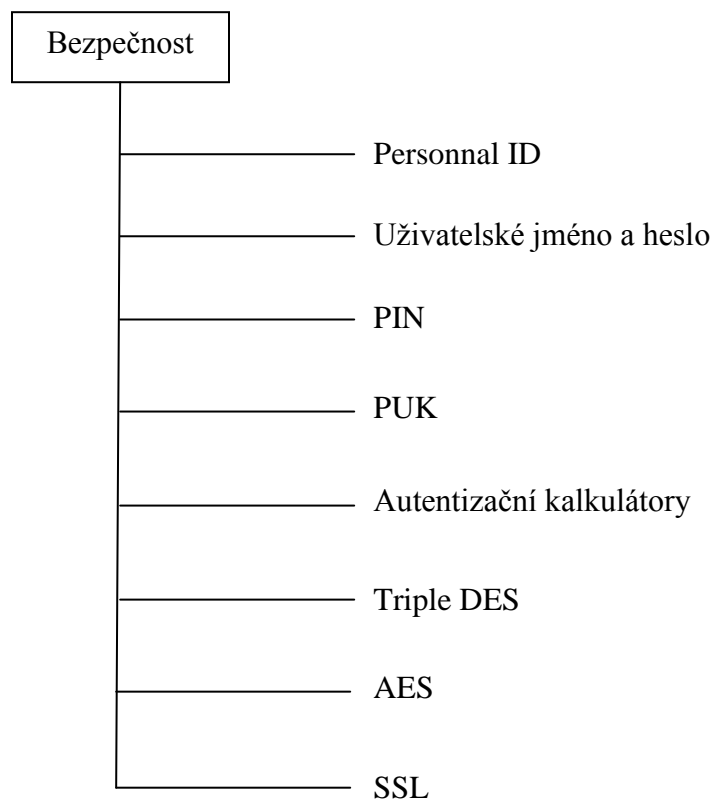 Bezpečnost
Personnal ID
Uživatelské jméno a heslo
PIN
PUK
Autentizační kalkulátory
Triple DES
AES
SSL